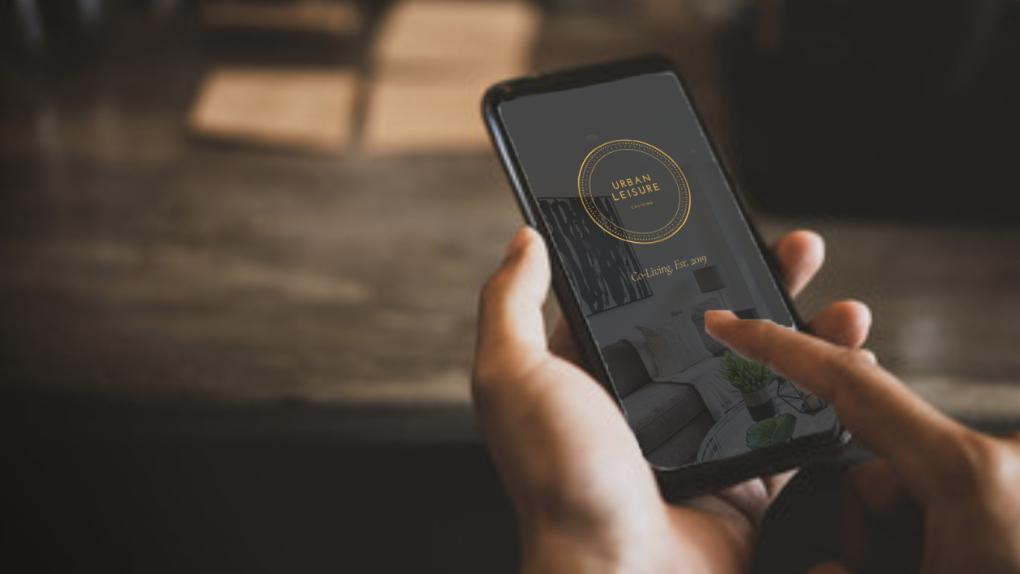 URBAN
LEISURE
Co-Living, Est. 2019